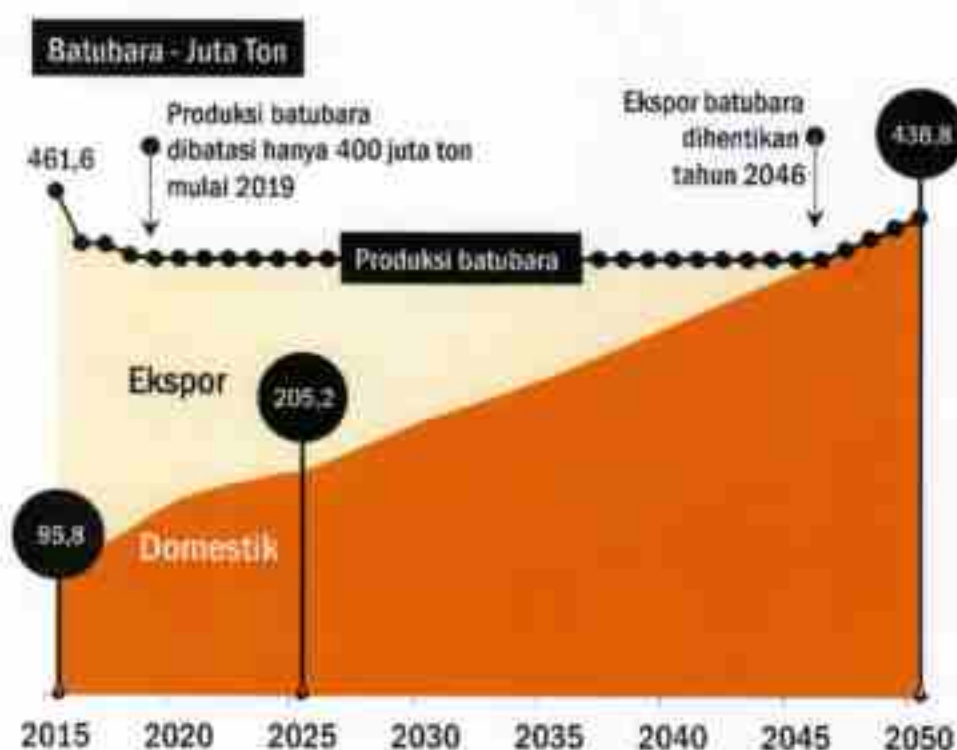 Batubara - Juta Ton
461,6
Produksi batubara
dibatasi hanya 400 juta ton
mulai 2019
Ekspor batubara
dihentikan
tahun 2046
438,8
Produksi batubara
Ekspor
205,2
95,8
Domestik
2015 2020 2025 2030 2035 2040 2045 2050